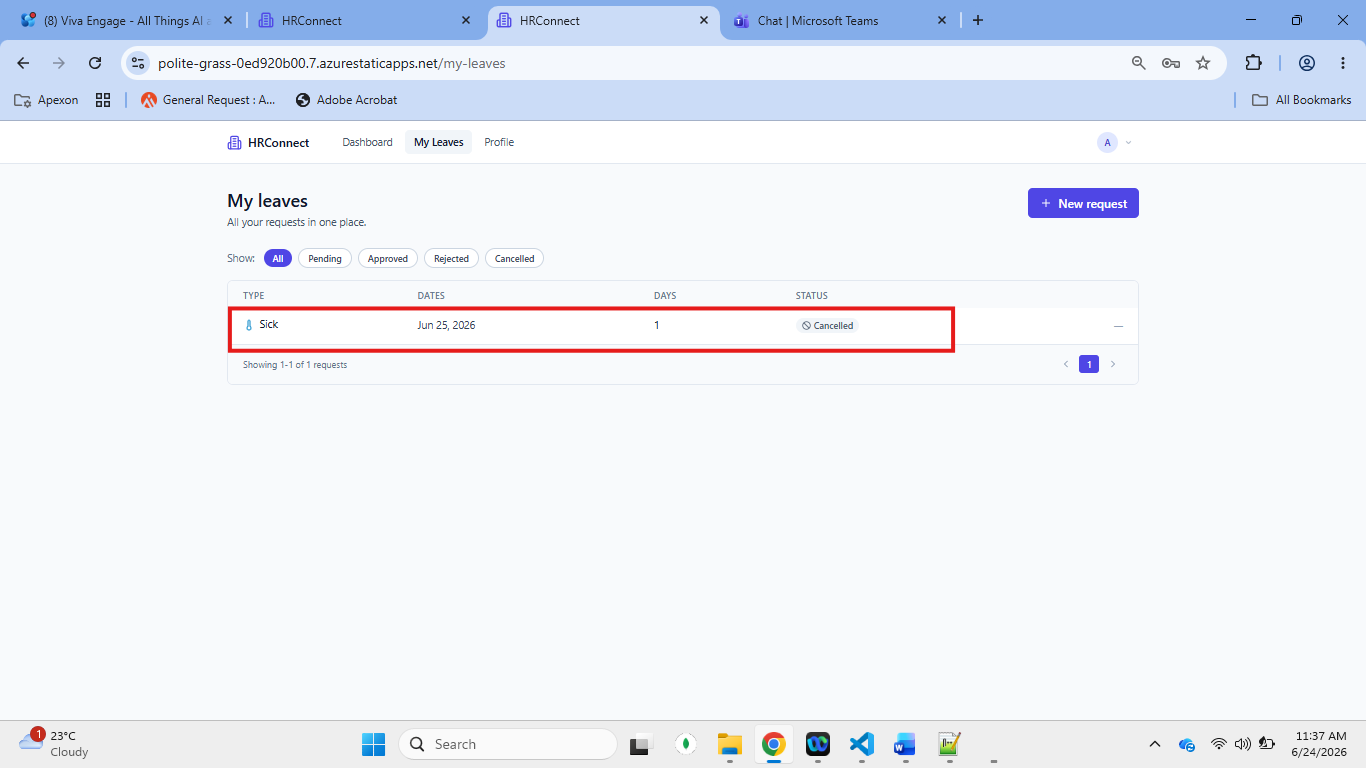 (8) Viva Engage - All Things AI
HRConnect
HRConnect
Chat | Microsoft Teams
polite-grass-0ed920b00.7.azurestaticapps.net/my-leaves
Apexon
General Request : A...
Adobe Acrobat
All Bookmarks
HRConnect
Dashboard
My Leaves
Profile
A
My leaves
All your requests in one place.
+ New request
Show: All Pending Approved Rejected Cancelled
TYPE DATES DAYS STATUS
Sick Jun 25, 2026 1 Cancelled —
Showing 1-1 of 1 requests
1
1
23°C
Cloudy
Search
11:37 AM
6/24/2026